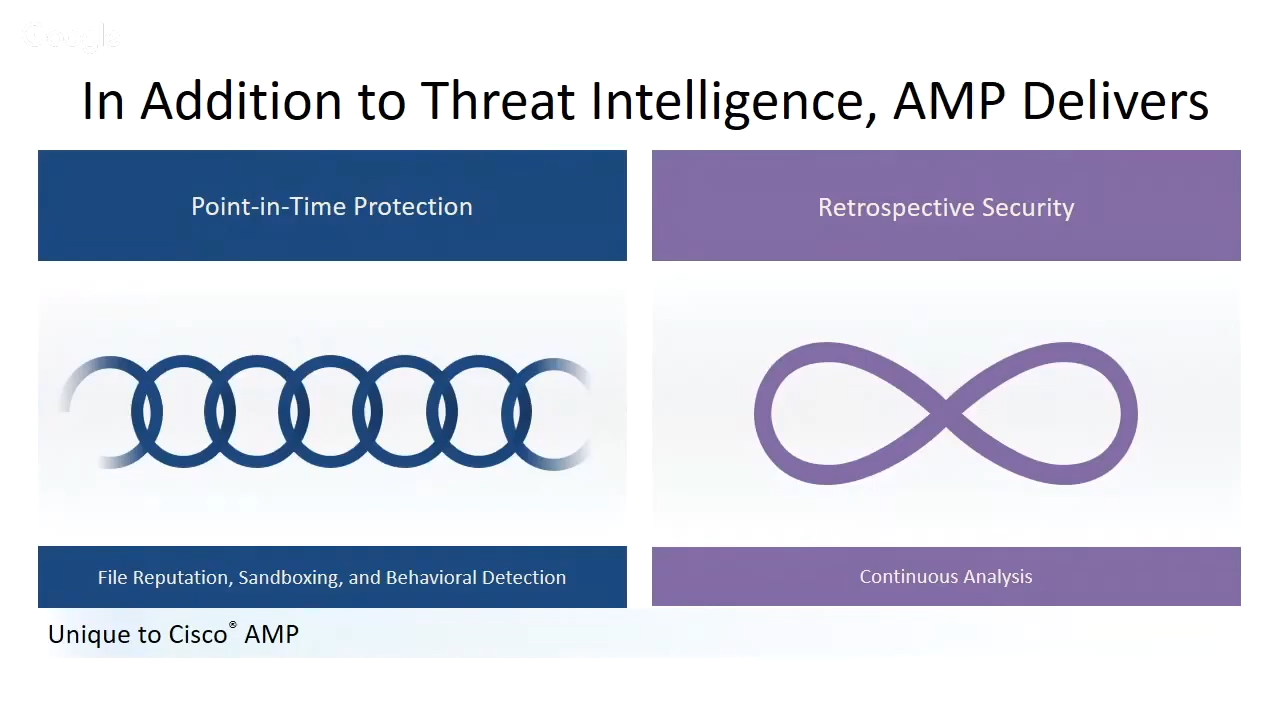 In Addition to Threat Intelligence, AMP Delivers
Point-in-Time Protection
Retrospective Security
File Reputation, Sandboxing, and Behavioral Detection
Continuous Analysis
Unique to Cisco® AMP